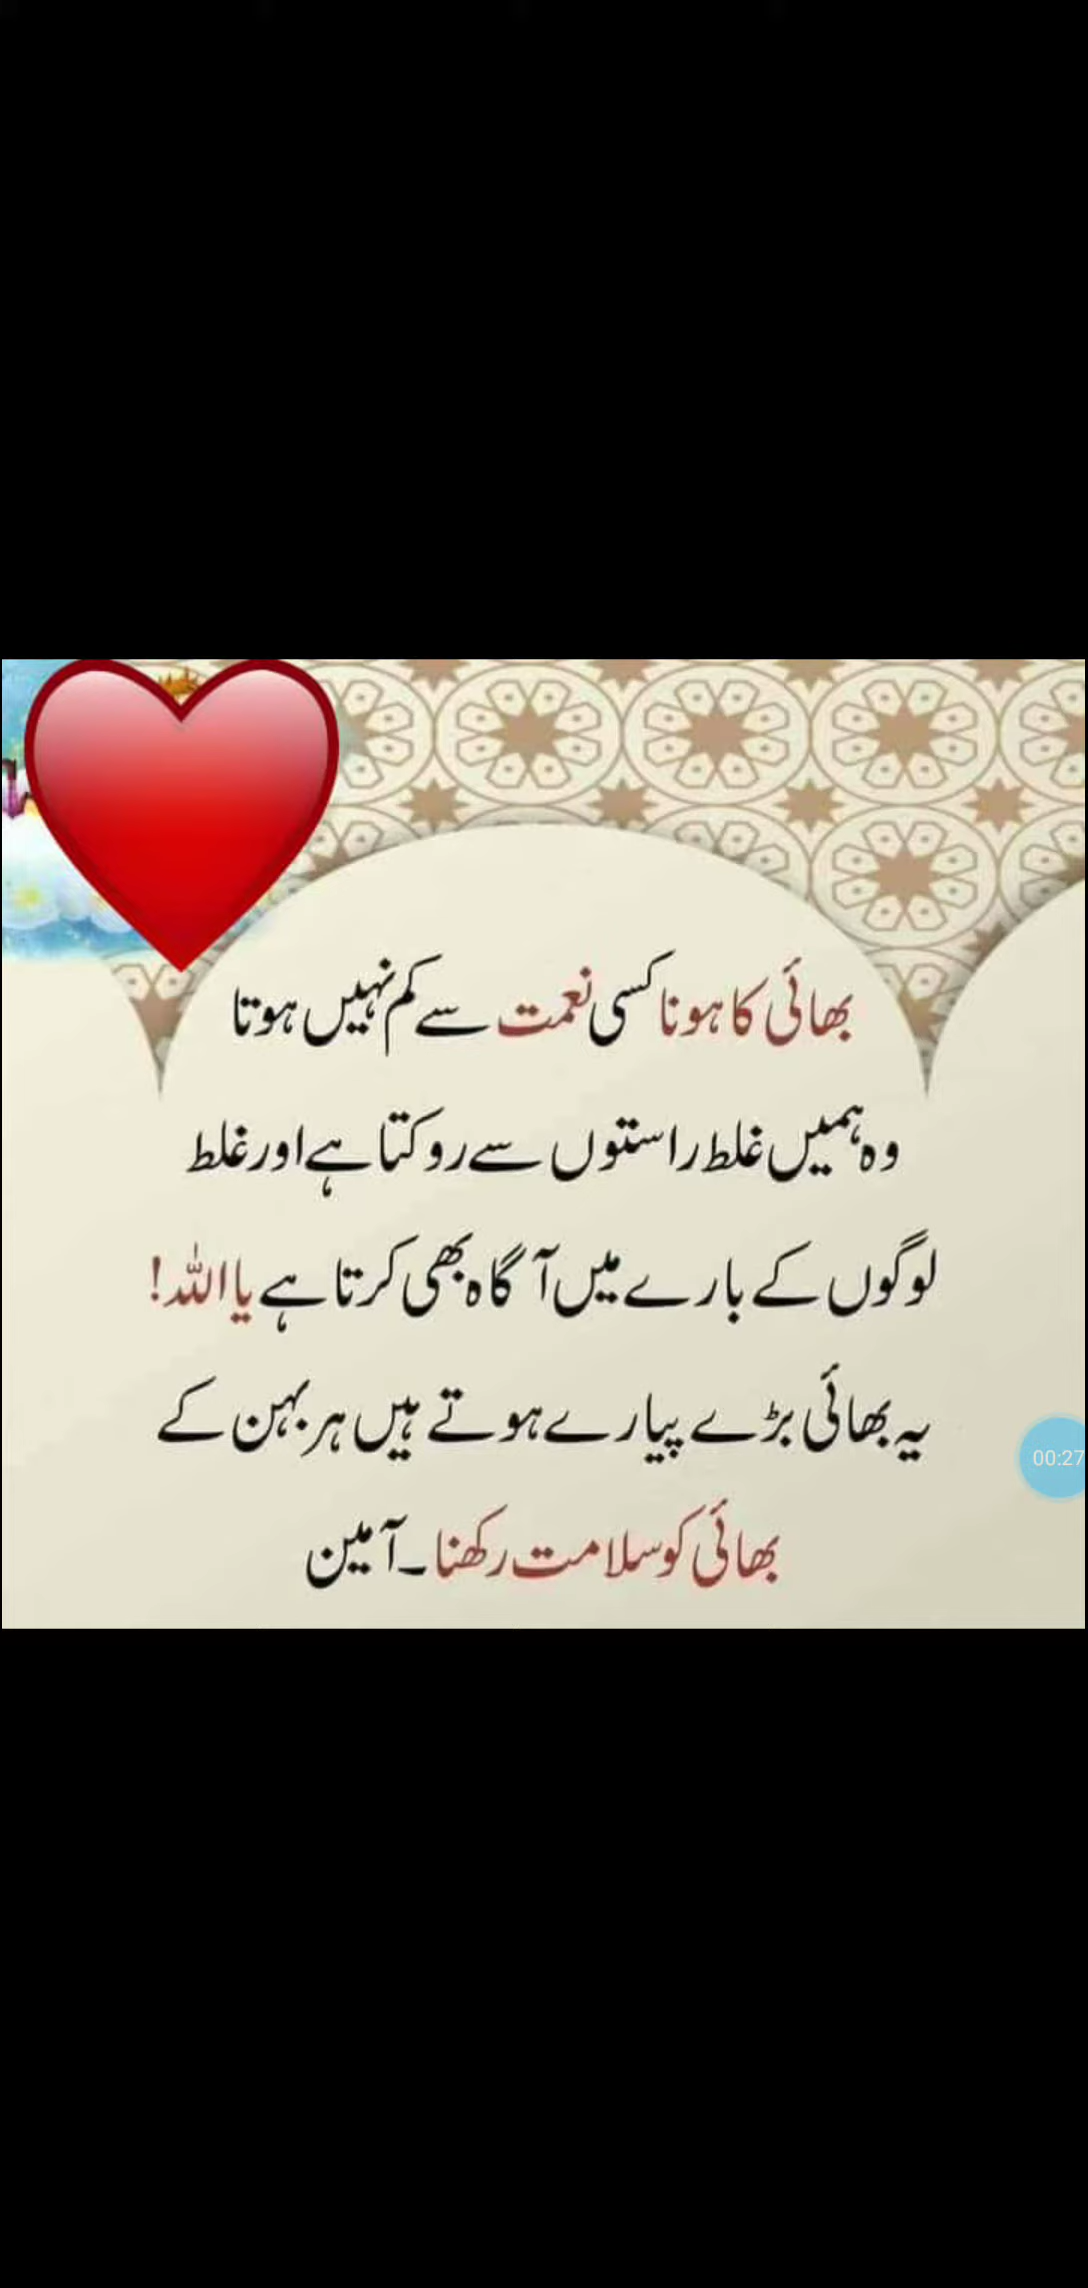 بھائی کا ہونا کسی نعمت سے کم نہیں ہوتا
وہ ہمیں غلط راستوں سے روکتا ہے اور غلط
لوگوں کے بارے میں آگاہ بھی کرتا ہے یا اللہ!
یہ بھائی بڑے پیارے ہوتے ہیں ہر بہن کے
00:27
بھائی کو سلامت رکھنا۔ آمین